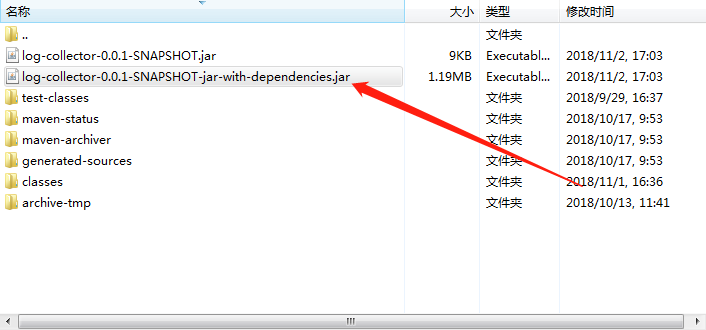 名称 大小 类型 修改时间
.. 文件夹
log-collector-0.0.1-SNAPSHOT.jar 9KB Executabl... 2018/11/2, 17:03
log-collector-0.0.1-SNAPSHOT-jar-with-dependencies.jar 1.19MB Executabl... 2018/11/2, 17:03
test-classes 文件夹 2018/9/29, 16:37
maven-status 文件夹 2018/10/17, 9:53
maven-archiver 文件夹 2018/10/17, 9:53
generated-sources 文件夹 2018/10/17, 9:53
classes 文件夹 2018/11/1, 16:36
archive-tmp 文件夹 2018/10/13, 11:41